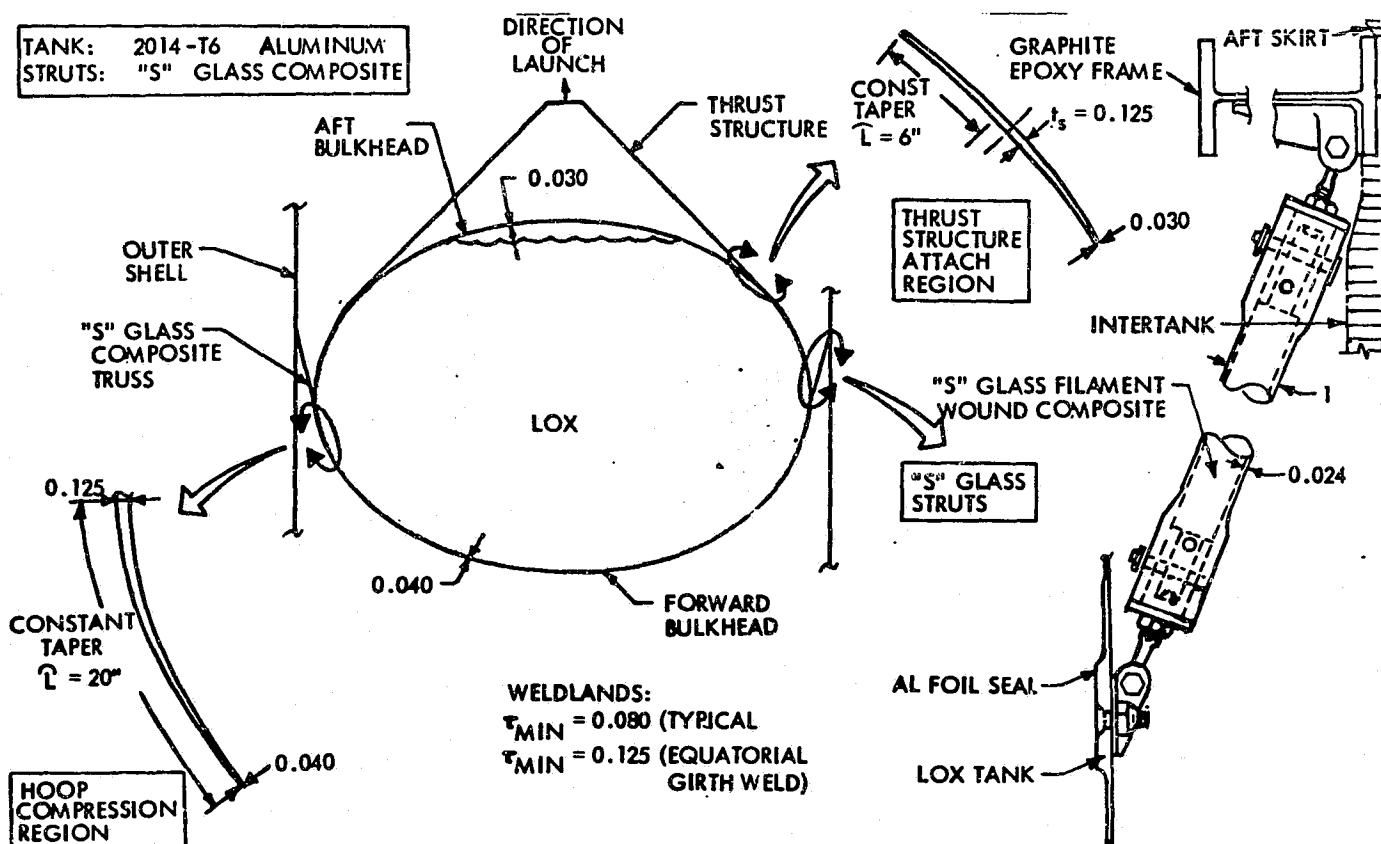 TANK: 2014-T6 ALUMINUM
STRUTS: "S" GLASS COMPOSITE
DIRECTION
OF
LAUNCH
THRUST
STRUCTURE
AFT
BULKHEAD
0.030
OUTER
SHELL
"S" GLASS
COMPOSITE
TRUSS
LOX
0.125
CONSTANT
TAPER
L̂ = 20"
0.040
HOOP
COMPRESSION
REGION
0.040
FORWARD
BULKHEAD
WELDLANDS:
τMIN = 0.080 (TYPICAL
τMIN = 0.125 (EQUATORIAL
GIRTH WELD)
CONST
TAPER
L̂ = 6"
ts = 0.125
0.030
THRUST
STRUCTURE
ATTACH
REGION
GRAPHITE
EPOXY FRAME
AFT SKIRT
INTERTANK
1
"S" GLASS FILAMENT
WOUND COMPOSITE
0.024
"S" GLASS
STRUTS
AL FOIL SEAL
LOX TANK